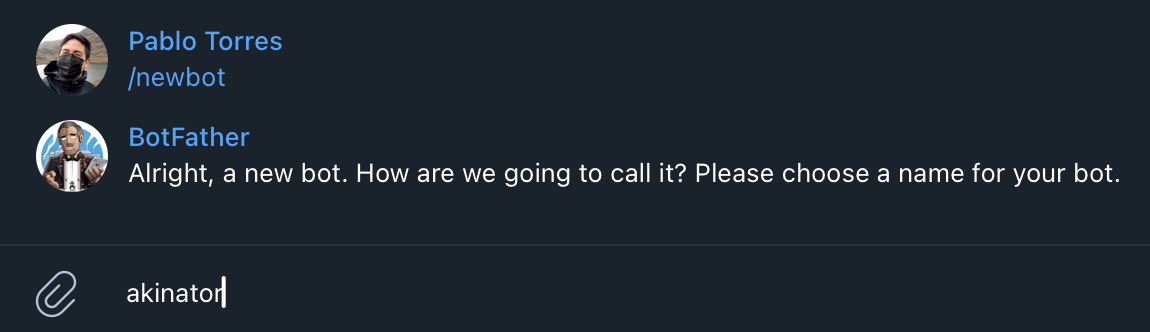 Pablo Torres
/newbot
BotFather
Alright, a new bot. How are we going to call it? Please choose a name for your bot.
akinator